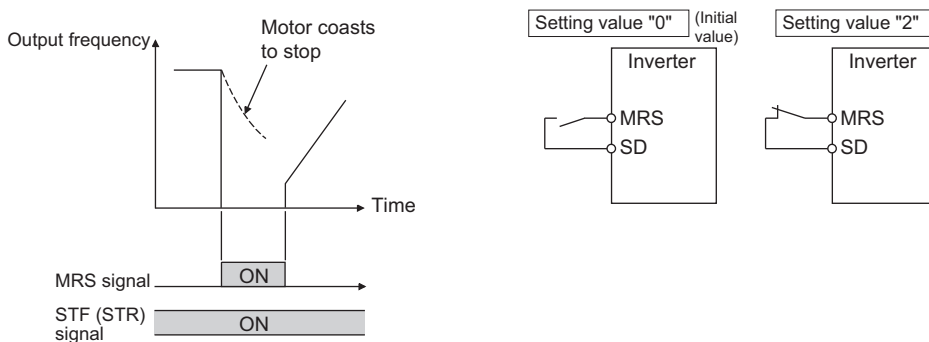 Output frequency
Motor coasts
to stop
Time
MRS signal
ON
STF (STR)
signal
ON
Setting value "0"
(Initial
value)
Inverter
MRS
SD
Setting value "2"
Inverter
MRS
SD